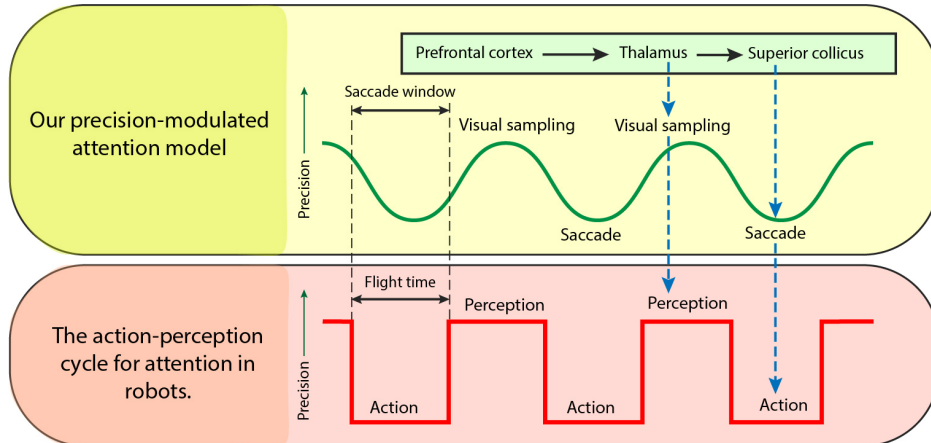 Prefrontal cortex
Thalamus
Superior collicus
Saccade window
Our precision-modulated
attention model
Precision
Visual sampling
Visual sampling
Saccade
Saccade
Flight time
The action-perception
cycle for attention in
robots.
Precision
Perception
Perception
Action
Action
Action